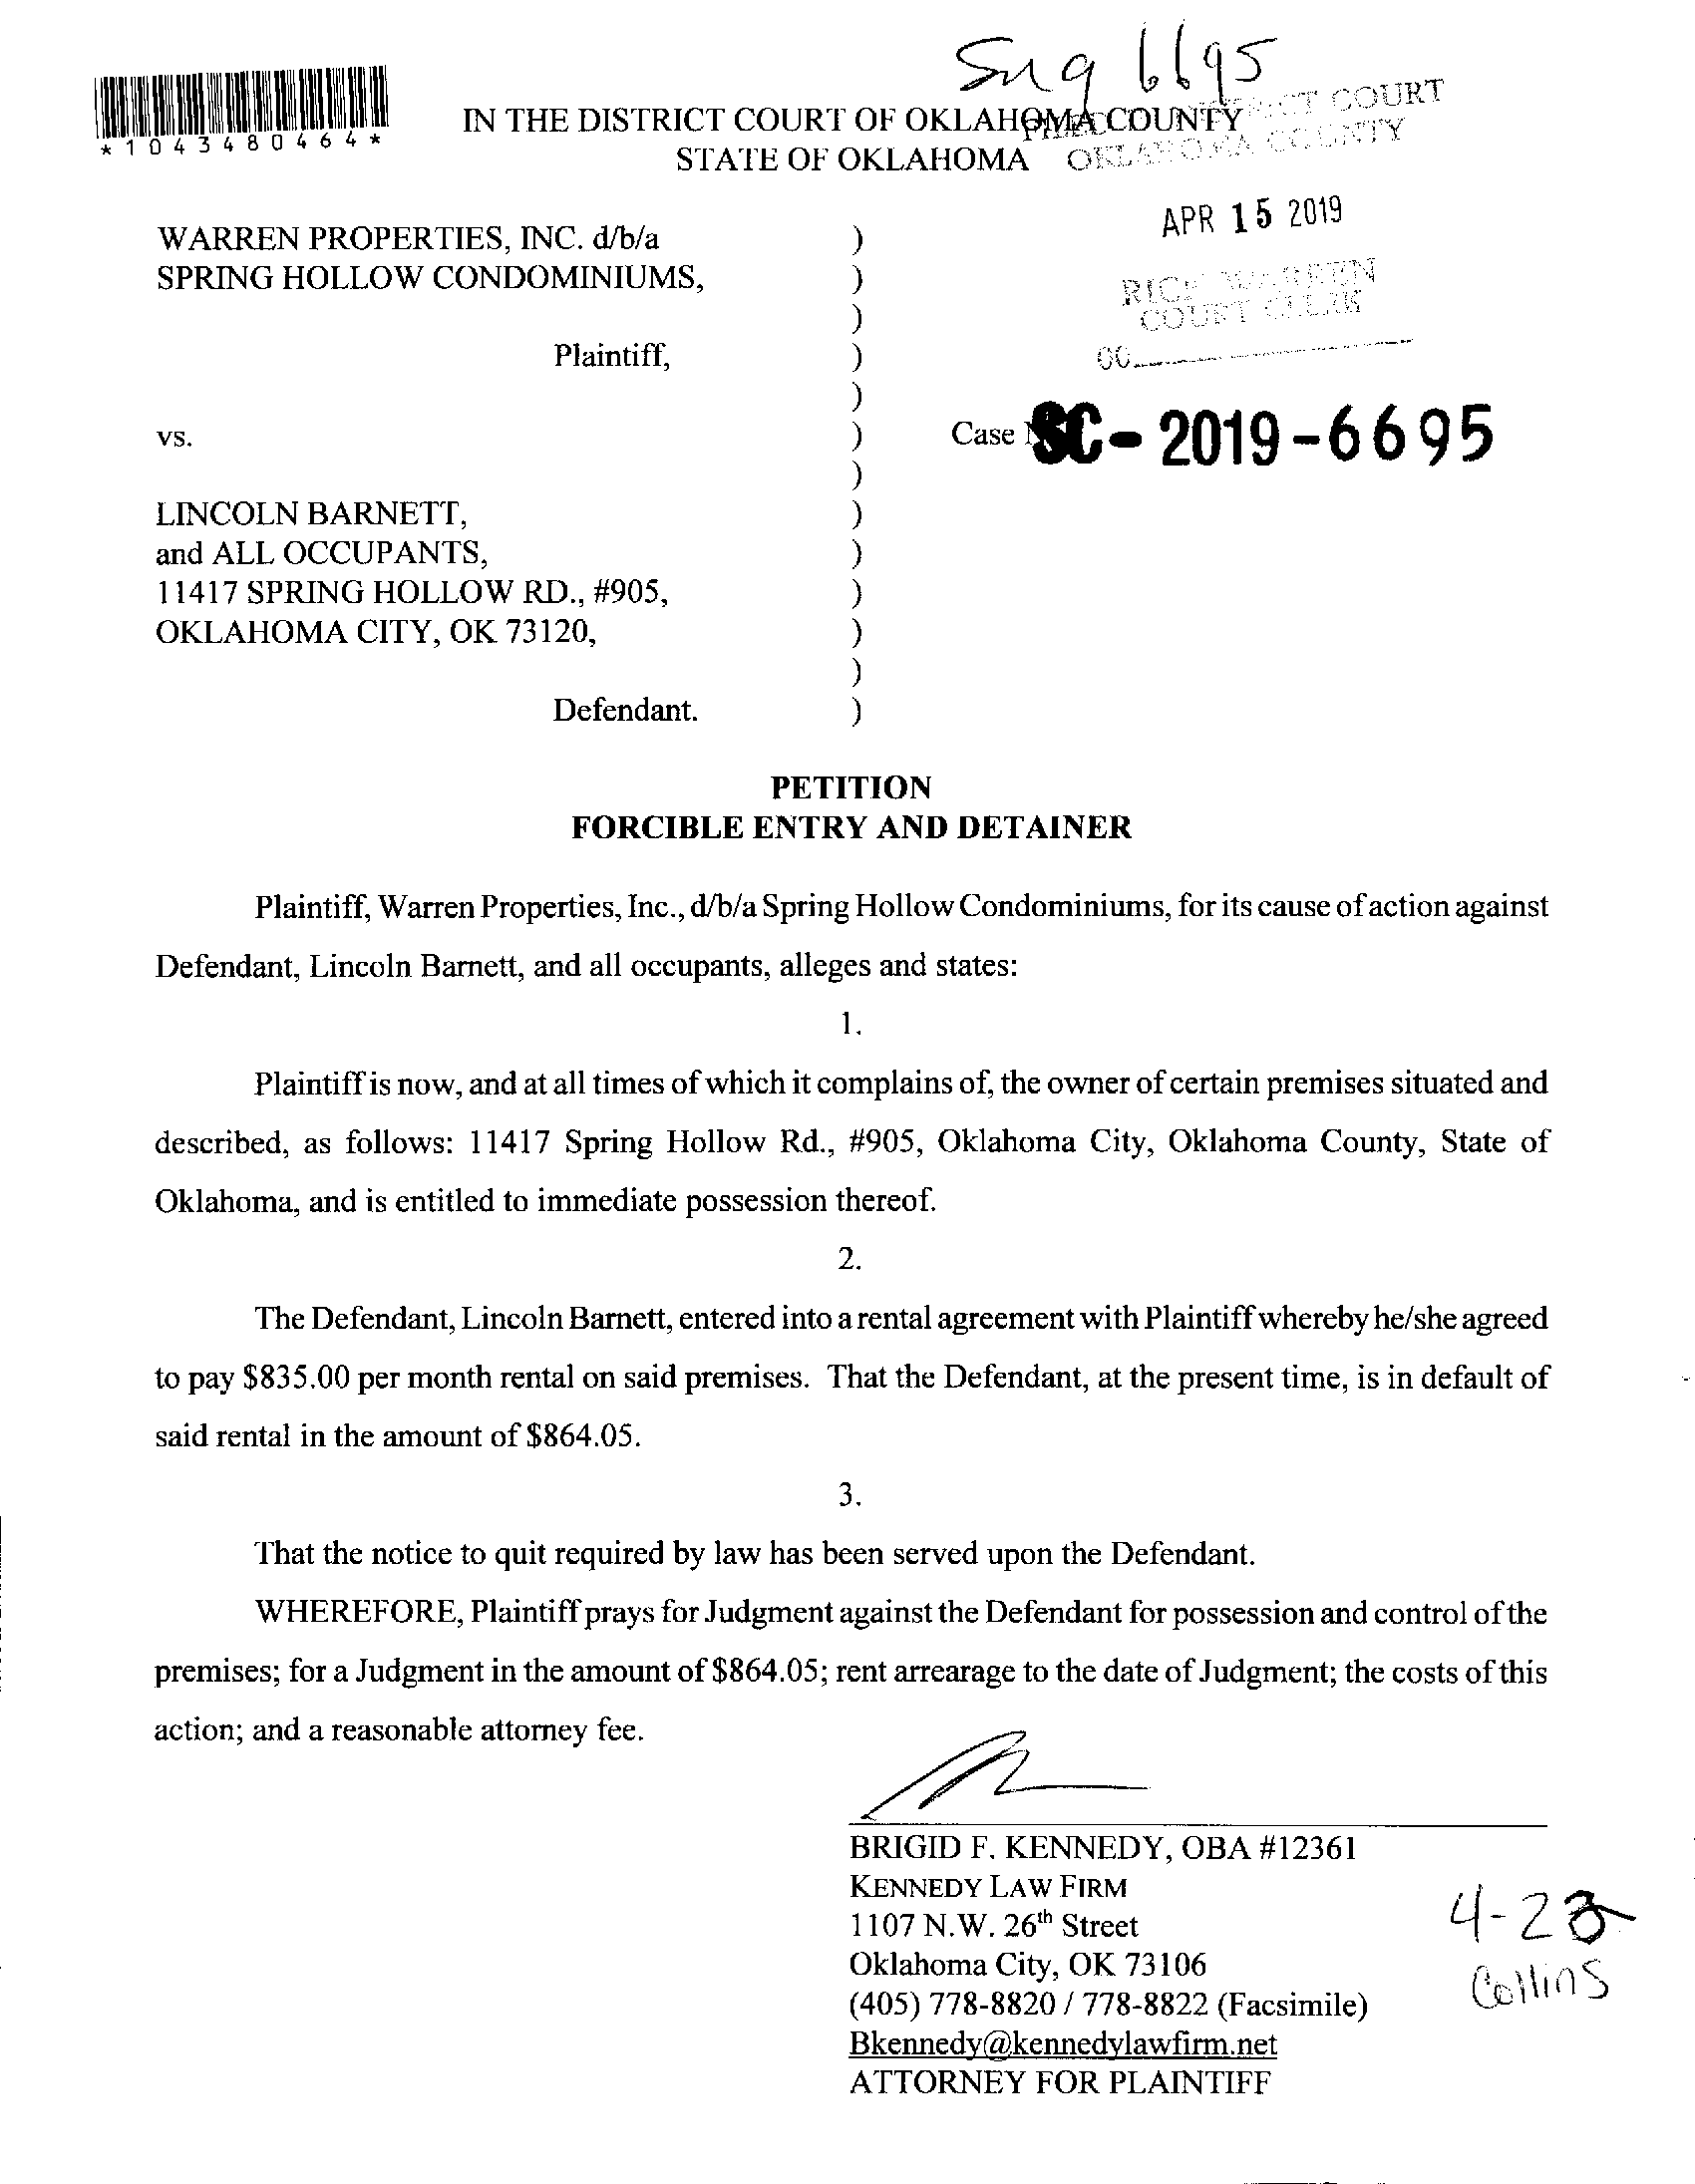 Sng 6695
*1043480464*
IN THE DISTRICT COURT OF OKLAHOMA COUNTY
STATE OF OKLAHOMA
COURT
OKLAHOMA COUNTY
APR 15 2019
RICK WARREN
COURT CLERK
WARREN PROPERTIES, INC. d/b/a )
SPRING HOLLOW CONDOMINIUMS, )
)
Plaintiff, )
)
vs. ) Case SC-2019-6695
)
LINCOLN BARNETT, )
and ALL OCCUPANTS, )
11417 SPRING HOLLOW RD., #905, )
OKLAHOMA CITY, OK 73120, )
)
Defendant. )
PETITION
FORCIBLE ENTRY AND DETAINER
Plaintiff, Warren Properties, Inc., d/b/a Spring Hollow Condominiums, for its cause of action against
Defendant, Lincoln Barnett, and all occupants, alleges and states:
1.
Plaintiff is now, and at all times of which it complains of, the owner of certain premises situated and
described, as follows: 11417 Spring Hollow Rd., #905, Oklahoma City, Oklahoma County, State of
Oklahoma, and is entitled to immediate possession thereof.
2.
The Defendant, Lincoln Barnett, entered into a rental agreement with Plaintiff whereby he/she agreed
to pay $835.00 per month rental on said premises. That the Defendant, at the present time, is in default of
said rental in the amount of $864.05.
3.
That the notice to quit required by law has been served upon the Defendant.
WHEREFORE, Plaintiff prays for Judgment against the Defendant for possession and control of the
premises; for a Judgment in the amount of $864.05; rent arrearage to the date of Judgment; the costs of this
action; and a reasonable attorney fee.
BRIGID F. KENNEDY, OBA #12361
KENNEDY LAW FIRM
1107 N.W. 26th Street
Oklahoma City, OK 73106
(405) 778-8820 / 778-8822 (Facsimile)
Bkennedy@kennedylawfirm.net
ATTORNEY FOR PLAINTIFF
Collins